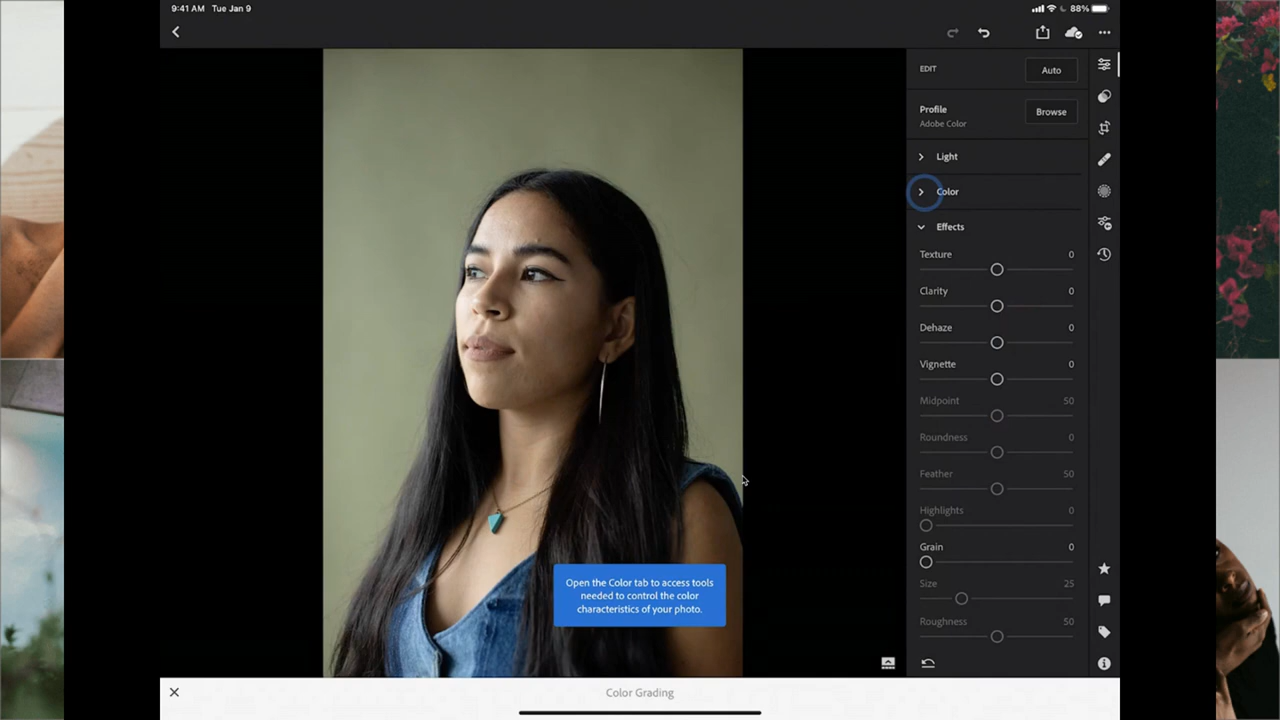 9:41 AM Tue Jan 9
88%
EDIT
Auto
Profile
Adobe Color
Browse
Light
Color
Effects
Texture 0
Clarity 0
Dehaze 0
Vignette 0
Midpoint 50
Roundness 0
Feather 50
Highlights 0
Grain 0
Size 25
Roughness 50
Open the Color tab to access tools
needed to control the color
characteristics of your photo.
Color Grading